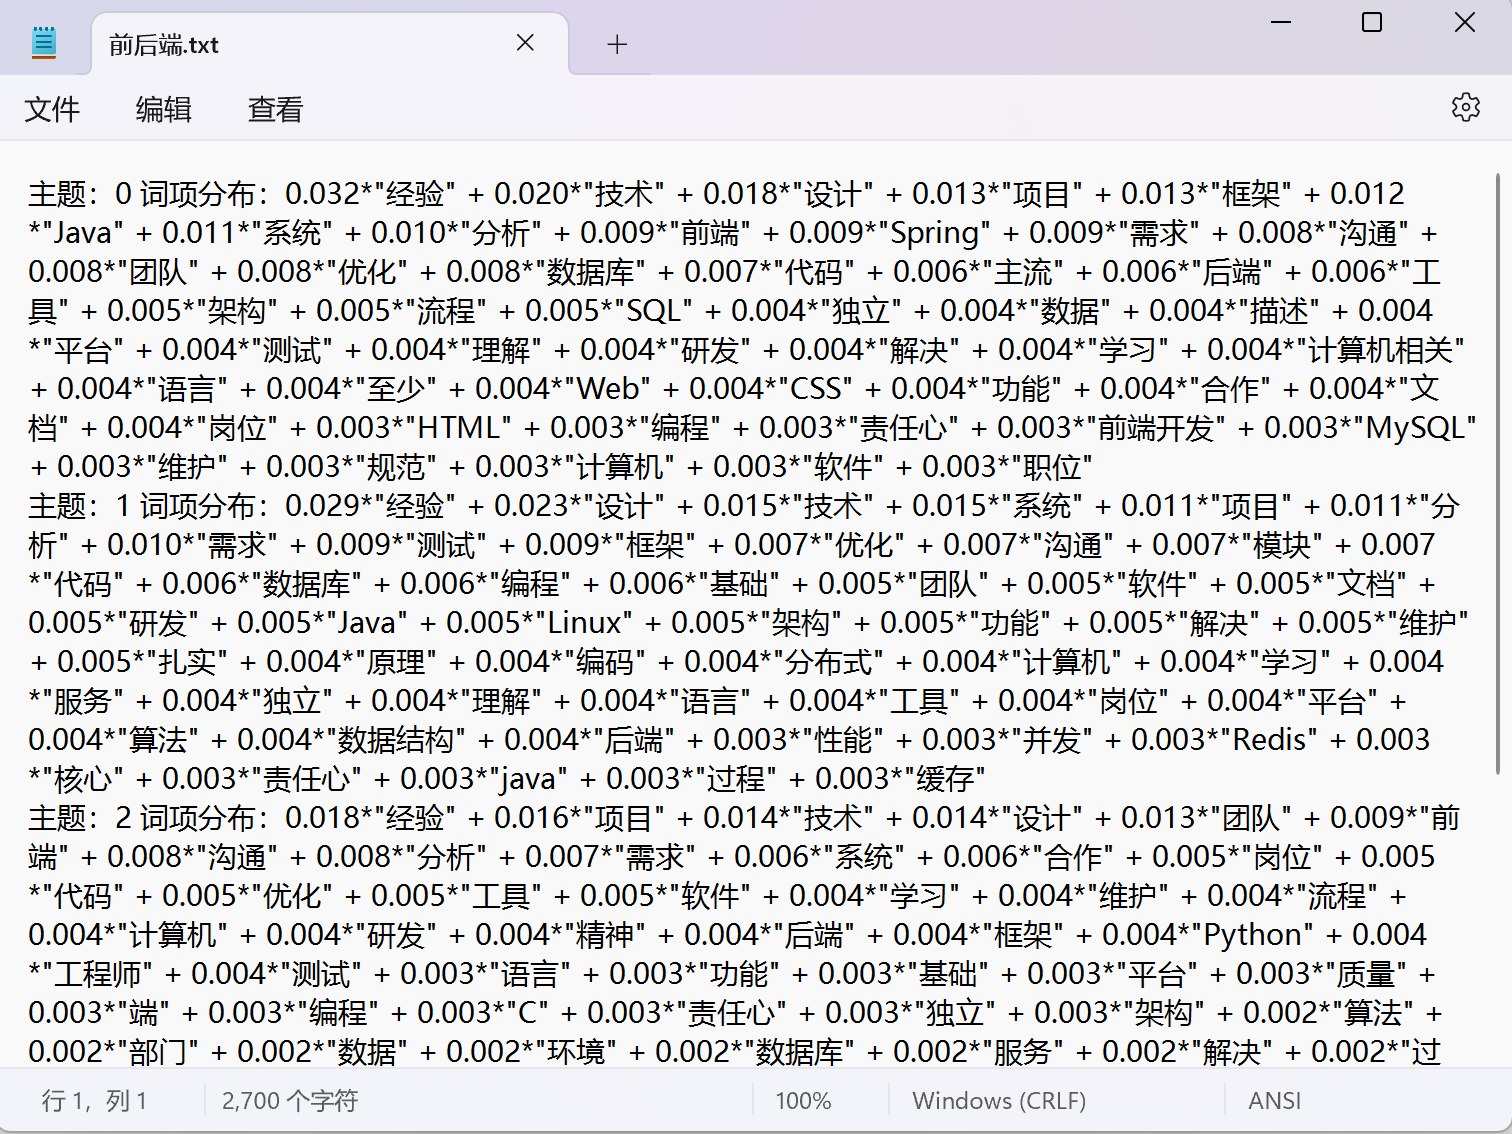 前后端.txt
文件 编辑 查看
主题：0 词项分布：0.032*"经验" + 0.020*"技术" + 0.018*"设计" + 0.013*"项目" + 0.013*"框架" + 0.012
*"Java" + 0.011*"系统" + 0.010*"分析" + 0.009*"前端" + 0.009*"Spring" + 0.009*"需求" + 0.008*"沟通" +
0.008*"团队" + 0.008*"优化" + 0.008*"数据库" + 0.007*"代码" + 0.006*"主流" + 0.006*"后端" + 0.006*"工
具" + 0.005*"架构" + 0.005*"流程" + 0.005*"SQL" + 0.004*"独立" + 0.004*"数据" + 0.004*"描述" + 0.004
*"平台" + 0.004*"测试" + 0.004*"理解" + 0.004*"研发" + 0.004*"解决" + 0.004*"学习" + 0.004*"计算机相关"
+ 0.004*"语言" + 0.004*"至少" + 0.004*"Web" + 0.004*"CSS" + 0.004*"功能" + 0.004*"合作" + 0.004*"文
档" + 0.004*"岗位" + 0.003*"HTML" + 0.003*"编程" + 0.003*"责任心" + 0.003*"前端开发" + 0.003*"MySQL"
+ 0.003*"维护" + 0.003*"规范" + 0.003*"计算机" + 0.003*"软件" + 0.003*"职位"
主题：1 词项分布：0.029*"经验" + 0.023*"设计" + 0.015*"技术" + 0.015*"系统" + 0.011*"项目" + 0.011*"分
析" + 0.010*"需求" + 0.009*"测试" + 0.009*"框架" + 0.007*"优化" + 0.007*"沟通" + 0.007*"模块" + 0.007
*"代码" + 0.006*"数据库" + 0.006*"编程" + 0.006*"基础" + 0.005*"团队" + 0.005*"软件" + 0.005*"文档" +
0.005*"研发" + 0.005*"Java" + 0.005*"Linux" + 0.005*"架构" + 0.005*"功能" + 0.005*"解决" + 0.005*"维护"
+ 0.005*"扎实" + 0.004*"原理" + 0.004*"编码" + 0.004*"分布式" + 0.004*"计算机" + 0.004*"学习" + 0.004
*"服务" + 0.004*"独立" + 0.004*"理解" + 0.004*"语言" + 0.004*"工具" + 0.004*"岗位" + 0.004*"平台" +
0.004*"算法" + 0.004*"数据结构" + 0.004*"后端" + 0.003*"性能" + 0.003*"并发" + 0.003*"Redis" + 0.003
*"核心" + 0.003*"责任心" + 0.003*"java" + 0.003*"过程" + 0.003*"缓存"
主题：2 词项分布：0.018*"经验" + 0.016*"项目" + 0.014*"技术" + 0.014*"设计" + 0.013*"团队" + 0.009*"前
端" + 0.008*"沟通" + 0.008*"分析" + 0.007*"需求" + 0.006*"系统" + 0.006*"合作" + 0.005*"岗位" + 0.005
*"代码" + 0.005*"优化" + 0.005*"工具" + 0.005*"软件" + 0.004*"学习" + 0.004*"维护" + 0.004*"流程" +
0.004*"计算机" + 0.004*"研发" + 0.004*"精神" + 0.004*"后端" + 0.004*"框架" + 0.004*"Python" + 0.004
*"工程师" + 0.004*"测试" + 0.003*"语言" + 0.003*"功能" + 0.003*"基础" + 0.003*"平台" + 0.003*"质量" +
0.003*"端" + 0.003*"编程" + 0.003*"C" + 0.003*"责任心" + 0.003*"独立" + 0.003*"架构" + 0.002*"算法" +
0.002*"部门" + 0.002*"数据" + 0.002*"环境" + 0.002*"数据库" + 0.002*"服务" + 0.002*"解决" + 0.002*"过
行 1，列 1 2,700 个字符 100% Windows (CRLF) ANSI